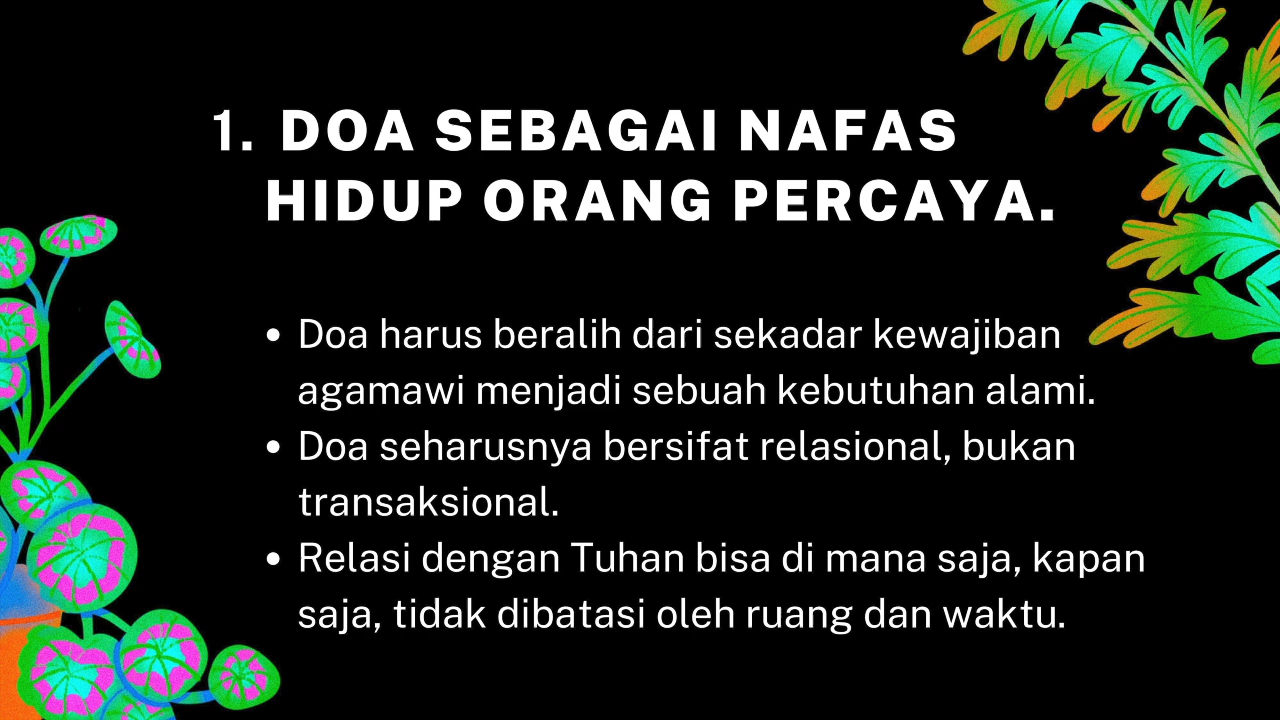 1. DOA SEBAGAI NAFAS
HIDUP ORANG PERCAYA.
• Doa harus beralih dari sekadar kewajiban
agamawi menjadi sebuah kebutuhan alami.
• Doa seharusnya bersifat relasional, bukan
transaksional.
• Relasi dengan Tuhan bisa di mana saja, kapan
saja, tidak dibatasi oleh ruang dan waktu.